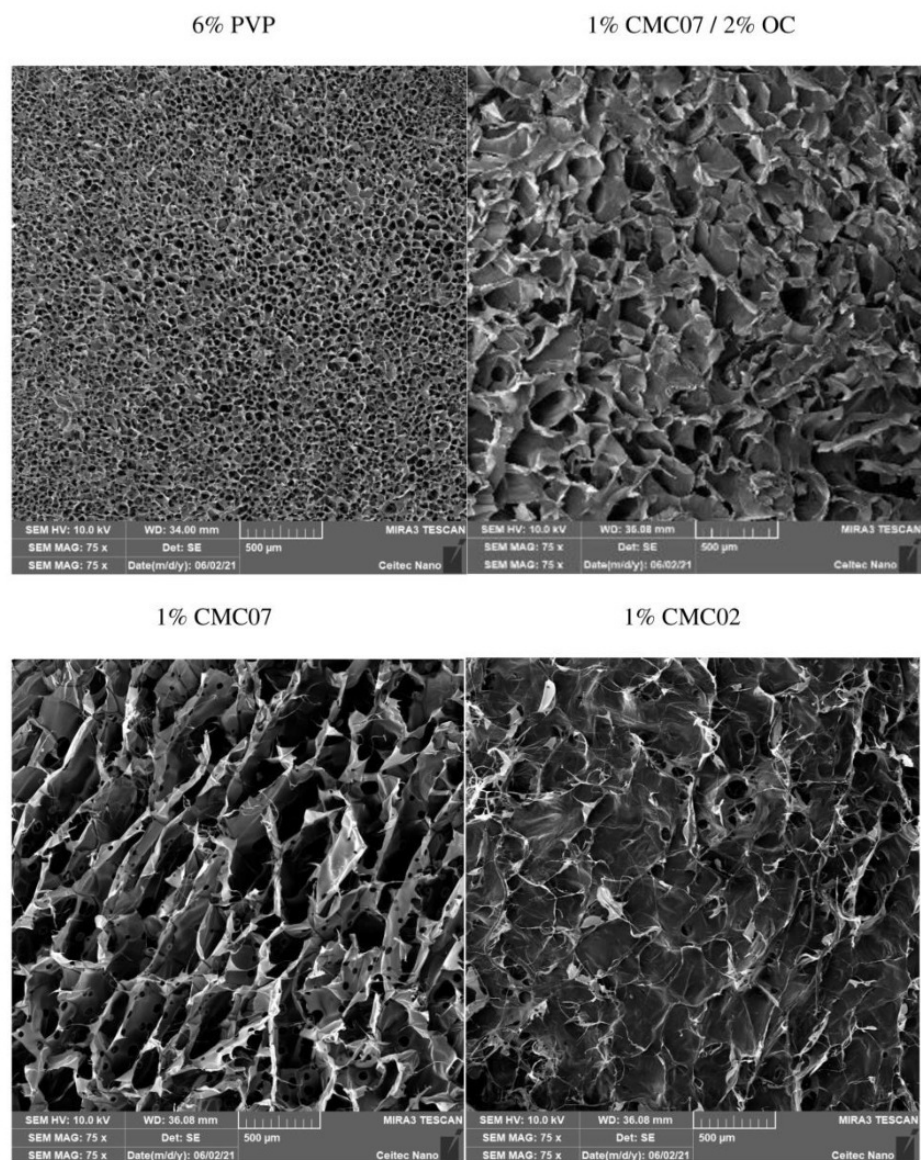 6% PVP
1% CMC07 / 2% OC
SEM HV: 10.0 kV WD: 34.00 mm MIRA3 TESCAN
SEM MAG: 75 x Det: SE 500 µm
SEM MAG: 75 x Date(m/d/y): 06/02/21 Ceitec Nano
SEM HV: 10.0 kV WD: 36.08 mm MIRA3 TESCAN
SEM MAG: 75 x Det: SE 500 µm
SEM MAG: 75 x Date(m/d/y): 06/02/21 Ceitec Nano
1% CMC07
1% CMC02
SEM HV: 10.0 kV WD: 36.08 mm MIRA3 TESCAN
SEM MAG: 75 x Det: SE 500 µm
SEM MAG: 75 x Date(m/d/y): 06/02/21 Ceitec Nano
SEM HV: 10.0 kV WD: 36.08 mm MIRA3 TESCAN
SEM MAG: 75 x Det: SE 500 µm
SEM MAG: 75 x Date(m/d/y): 06/02/21 Ceitec Nano